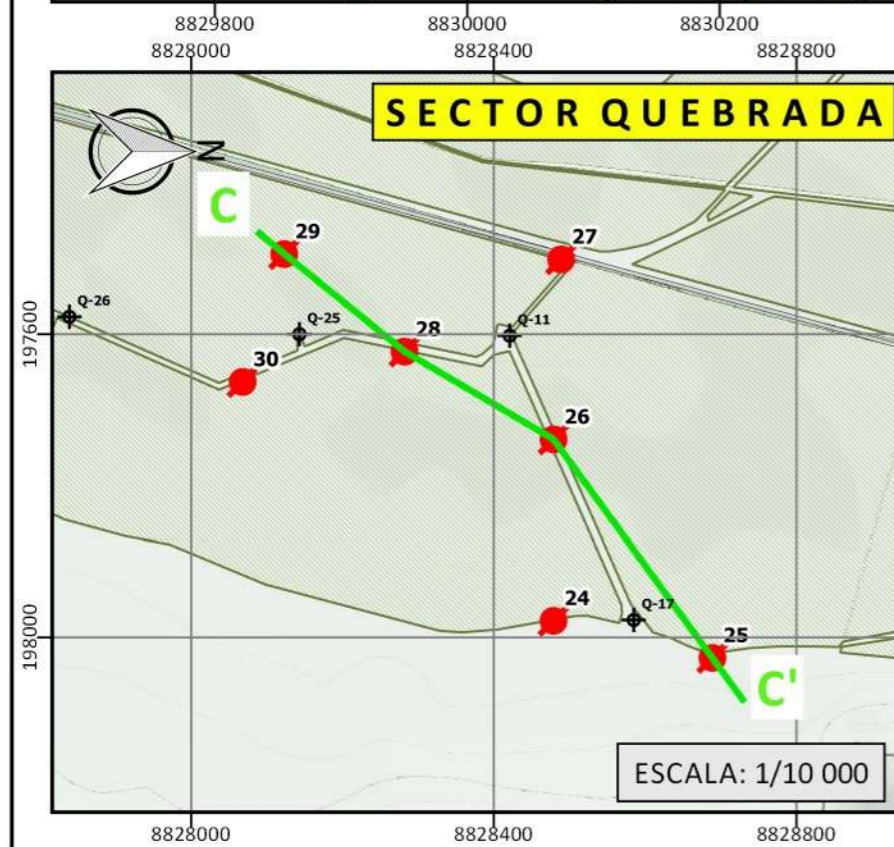 8829800 8830000 8830200
8828000 8828400 8828800
SECTOR QUEBRADA
N
C
29
27
Q-26
Q-25
Q-11
197600
28
30
26
24
Q-17
198000
25
C'
ESCALA: 1/10 000
8828000 8828400 8828800